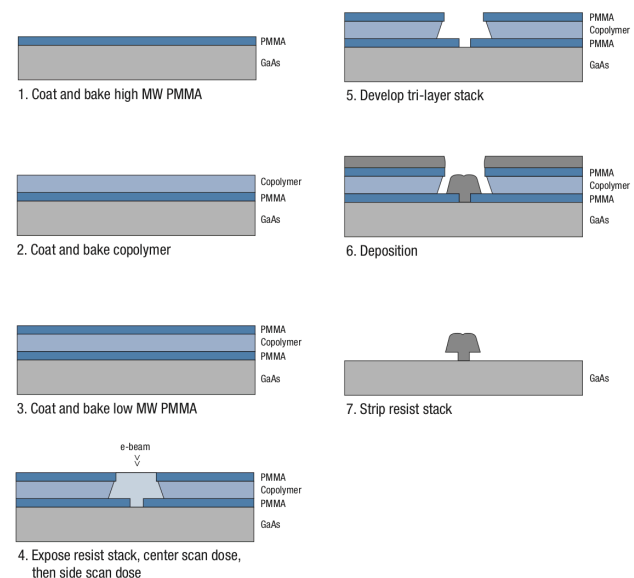 PMMA
GaAs
1. Coat and bake high MW PMMA
Copolymer
PMMA
GaAs
2. Coat and bake copolymer
PMMA
Copolymer
PMMA
GaAs
3. Coat and bake low MW PMMA
e-beam
PMMA
Copolymer
PMMA
GaAs
4. Expose resist stack, center scan dose,
then side scan dose
PMMA
Copolymer
PMMA
GaAs
5. Develop tri-layer stack
PMMA
Copolymer
PMMA
GaAs
6. Deposition
GaAs
7. Strip resist stack